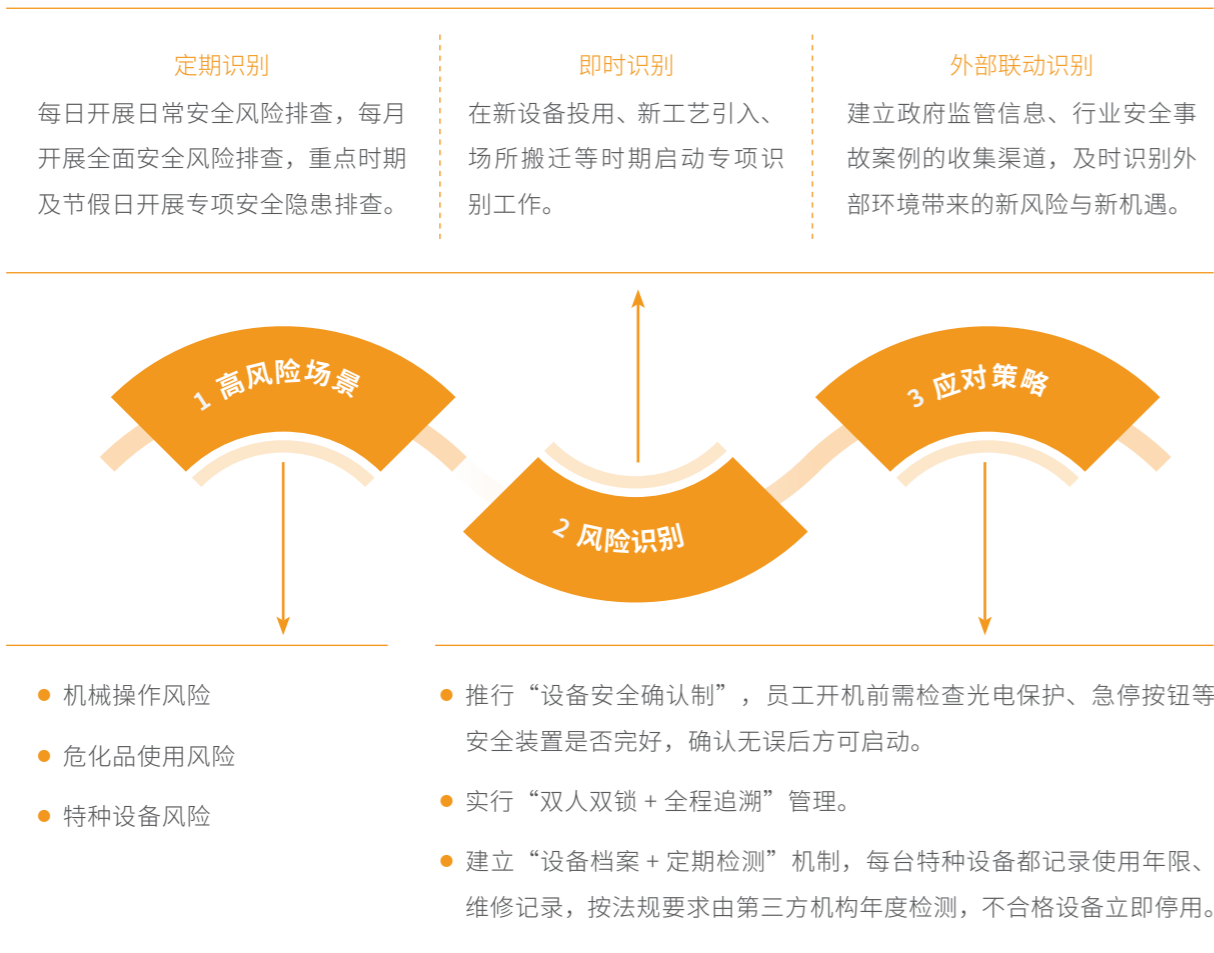 定期识别
每日开展日常安全风险排查，每月
开展全面安全风险排查，重点时期
及节假日开展专项安全隐患排查。
即时识别
在新设备投用、新工艺引入、
场所搬迁等时期启动专项识
别工作。
外部联动识别
建立政府监管信息、行业安全事
故案例的收集渠道，及时识别外
部环境带来的新风险与新机遇。
1 高风险场景
2 风险识别
3 应对策略
机械操作风险
危化品使用风险
特种设备风险
推行“设备安全确认制”，员工开机前需检查光电保护、急停按钮等
安全装置是否完好，确认无误后方可启动。
实行“双人双锁 + 全程追溯”管理。
建立“设备档案 + 定期检测”机制，每台特种设备都记录使用年限、
维修记录，按法规要求由第三方机构年度检测，不合格设备立即停用。